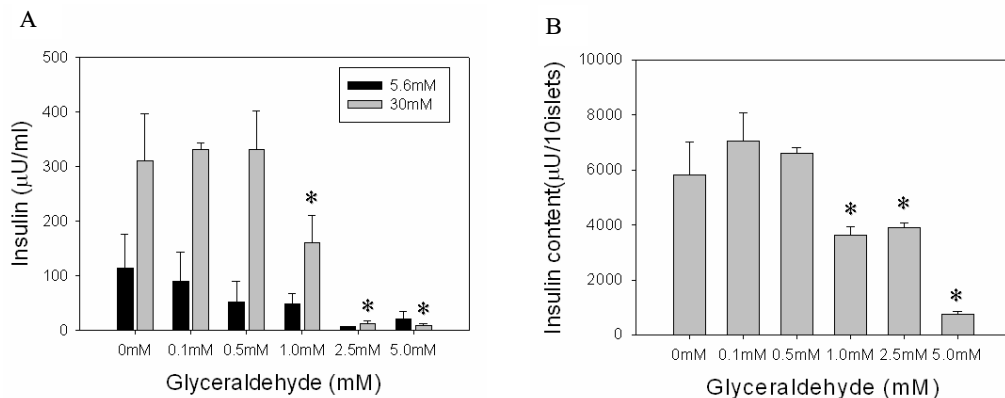 A
Insulin (μU/ml)
500
400
300
200
100
0
5.6mM
30mM
*
*
*
0mM 0.1mM 0.5mM 1.0mM 2.5mM 5.0mM
Glyceraldehyde (mM)
B
Insulin content(μU/10islets)
10000
8000
6000
4000
2000
0
*
*
*
0mM 0.1mM 0.5mM 1.0mM 2.5mM 5.0mM
Glyceraldehyde (mM)